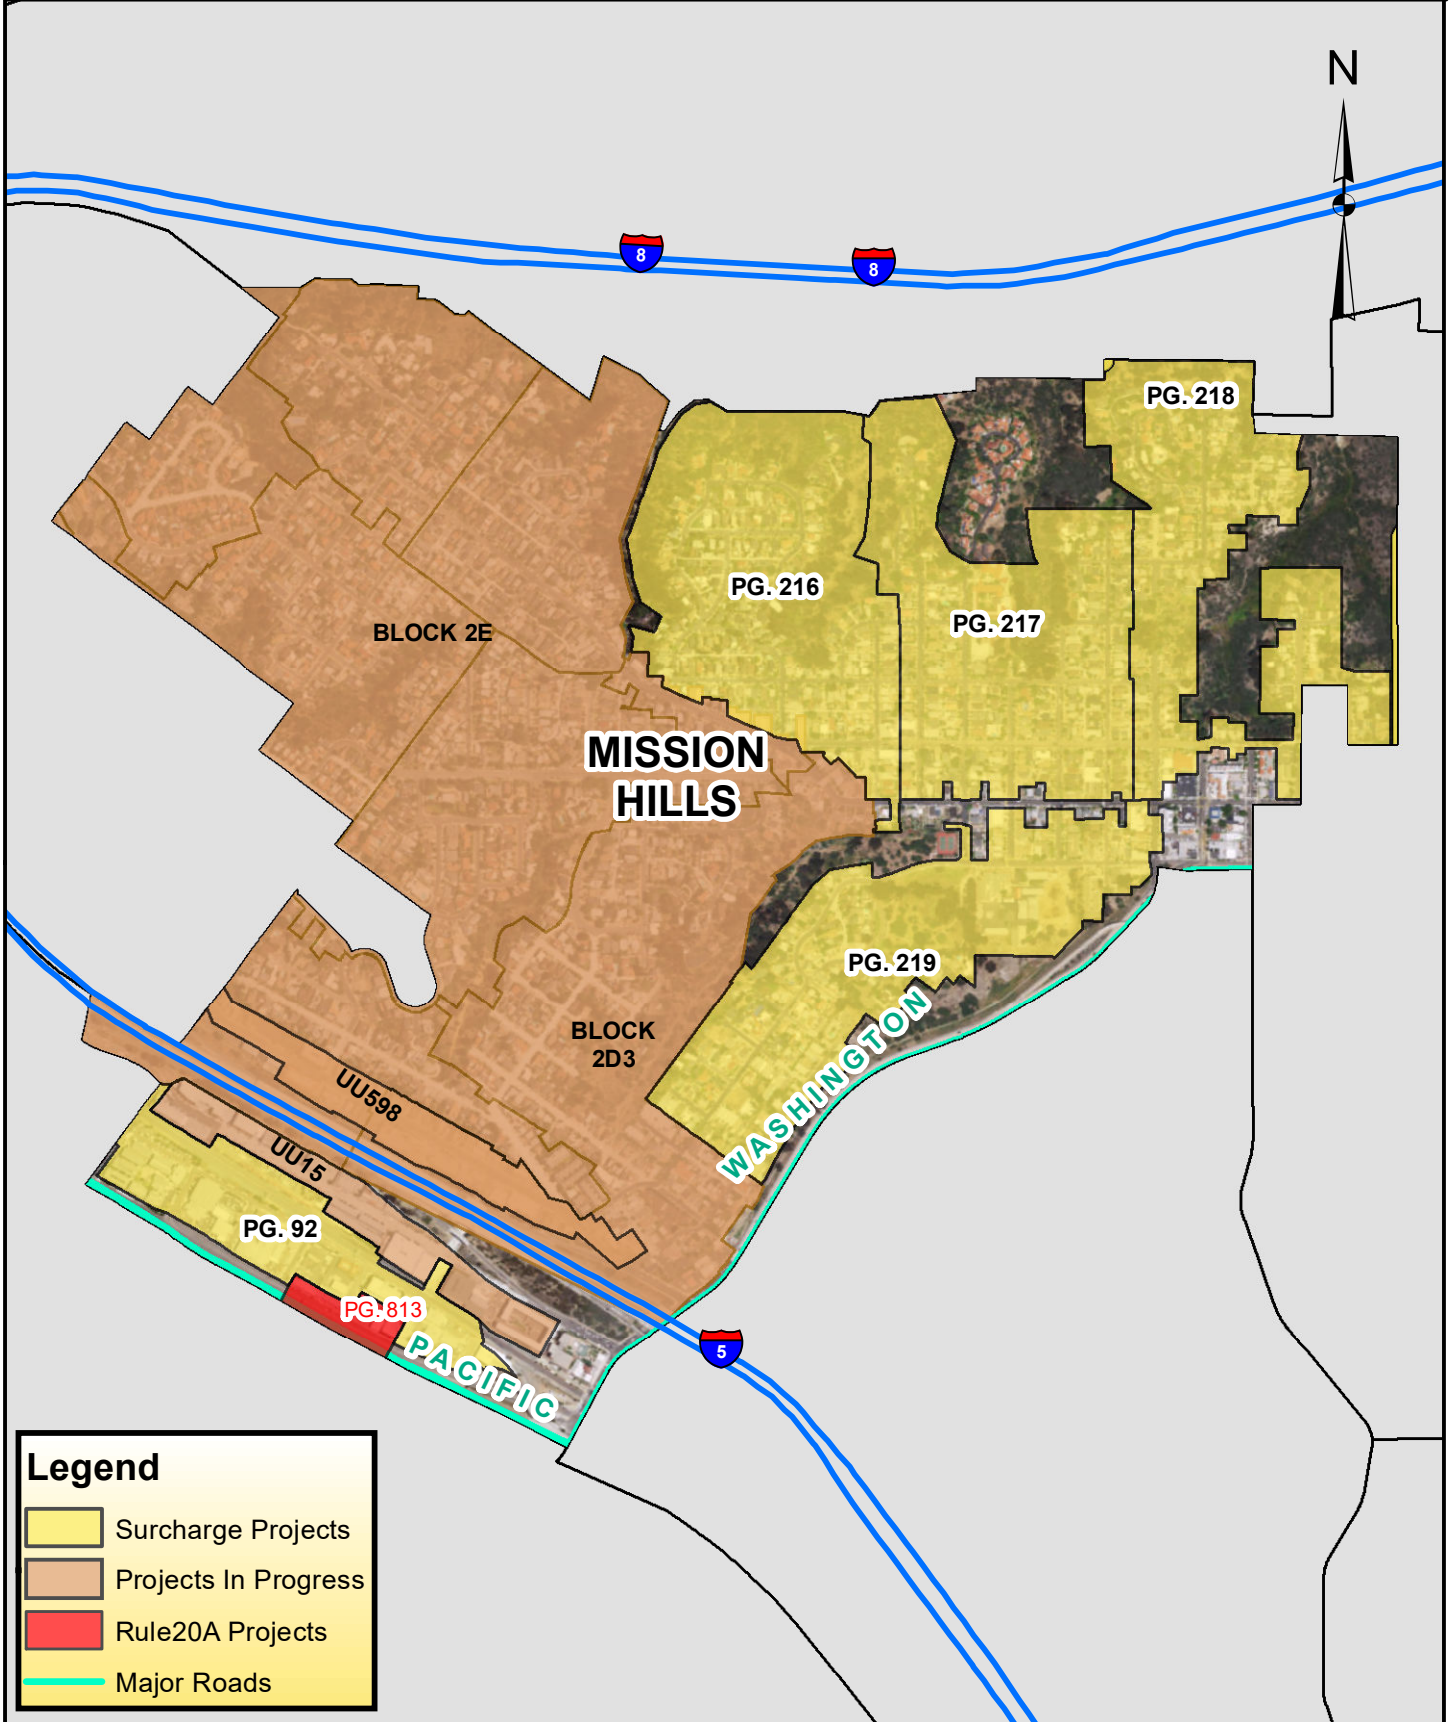 N
8
8
PG. 218
PG. 216
PG. 217
BLOCK 2E
MISSION
HILLS
PG. 219
BLOCK
2D3
WASHINGTON
UU598
UU15
PG. 92
PG. 813
PACIFIC
5
Legend
Surcharge Projects
Projects In Progress
Rule20A Projects
Major Roads